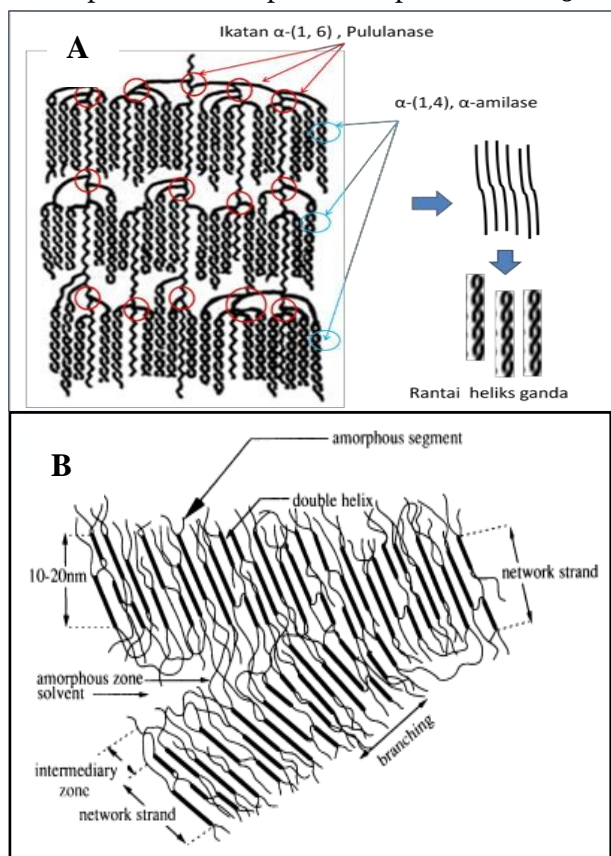 Ikatan α-(1, 6) , Pululanase
A
α-(1,4), α-amilase
Rantai heliks ganda
B
amorphous segment
double helix
10-20nm
network strand
amorphous zone
solvent
branching
intermediary
zone
network strand